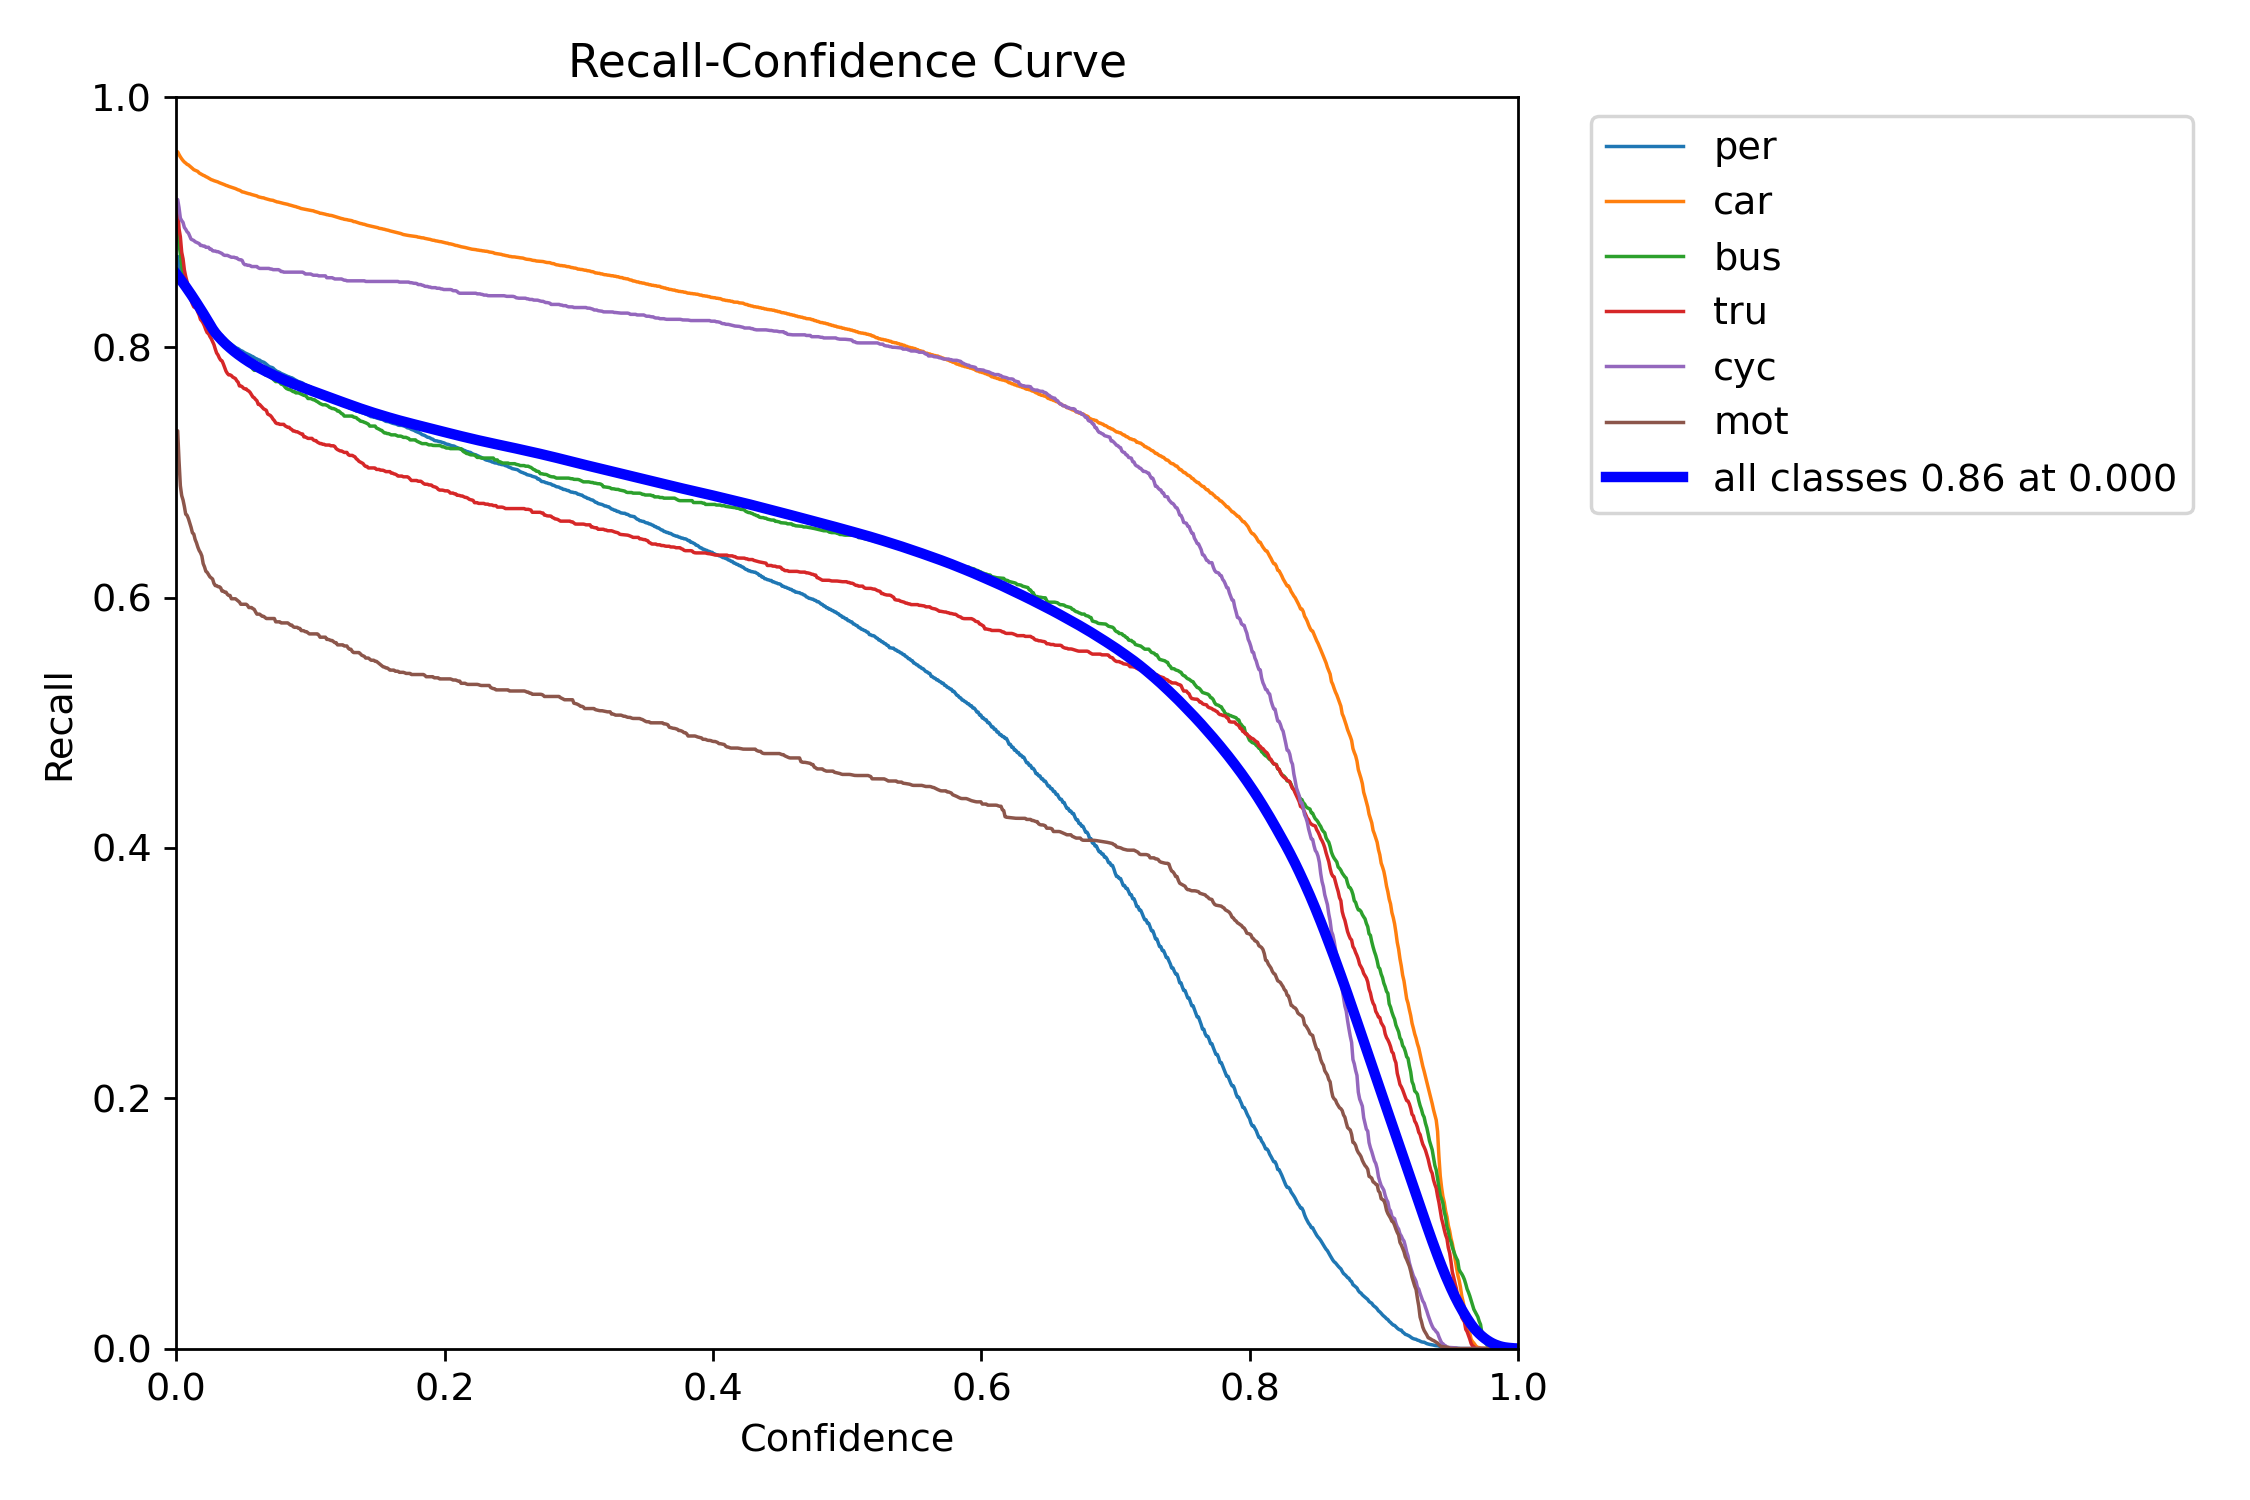 Recall-Confidence Curve
1.0
0.8
0.6
0.4
0.2
0.0
Recall
0.0 0.2 0.4 0.6 0.8 1.0
Confidence
per
car
bus
tru
cyc
mot
all classes 0.86 at 0.000